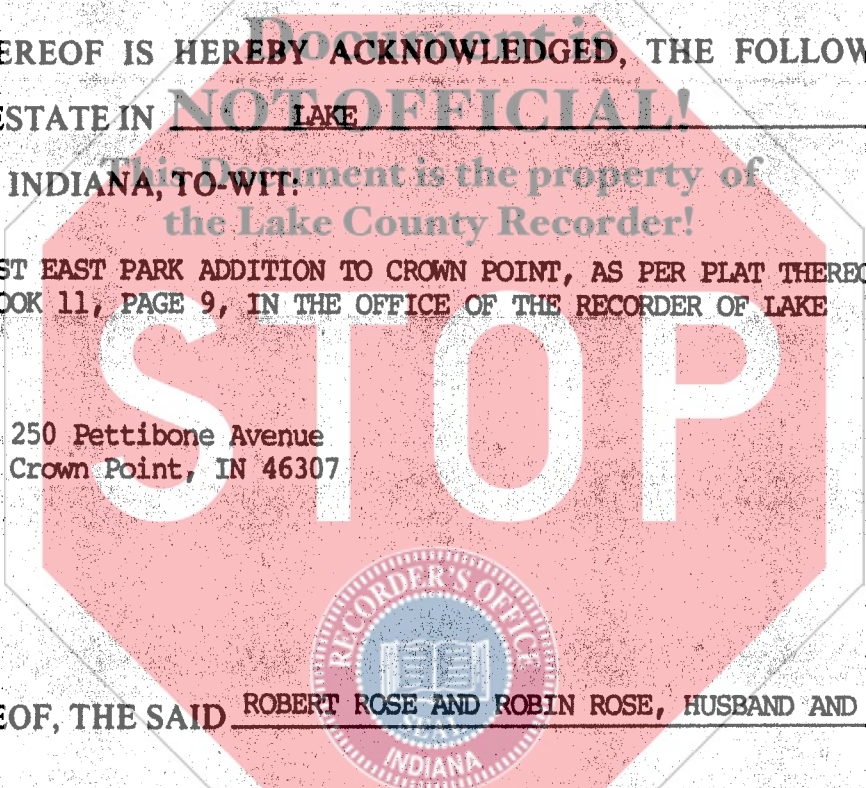 Document is
EREOF IS HEREBY ACKNOWLEDGED, THE FOLLOW
NOT OFFICIAL!
ESTATE IN LAKE
This Document is the property of
INDIANA, TO-WIT:
the Lake County Recorder!
ST EAST PARK ADDITION TO CROWN POINT, AS PER PLAT THEREO
OOK 11, PAGE 9, IN THE OFFICE OF THE RECORDER OF LAKE
STOP
250 Pettibone Avenue
Crown Point, IN 46307
RECORDER'S OFFICE
EOF, THE SAID ROBERT ROSE AND ROBIN ROSE, HUSBAND AND
SEAL
INDIANA